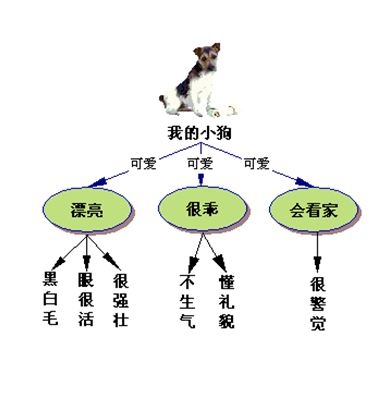 我的小狗
可爱 可爱 可爱
漂亮 很乖 会看家
黑白毛 眼很活 很强壮 不生气 懂礼貌 很警觉